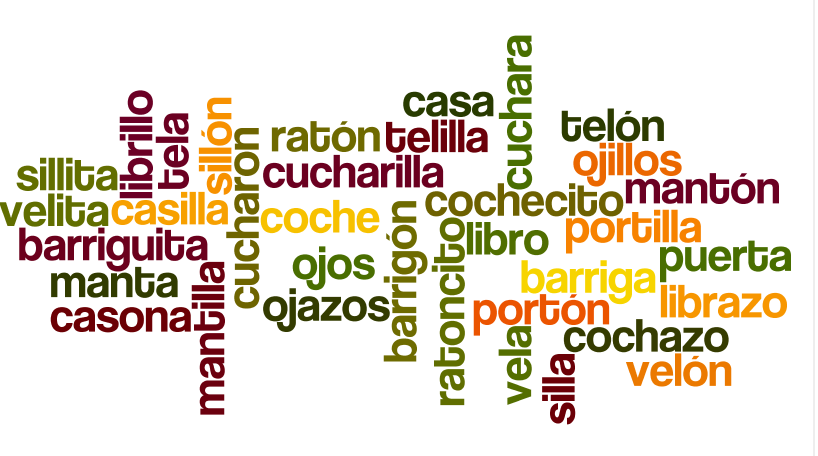 casa
cuchara
librillo
tela
sillón
telón
ratón
telilla
cucharon
ojillos
sillita
cucharilla
mantón
velita
casilla
coche
cochecito
portilla
barriguita
barrigón
ratoncito
libro
puerta
ojos
manta
barriga
mantilla
ojazos
librazo
casona
portón
cochazo
vela
velón
silla